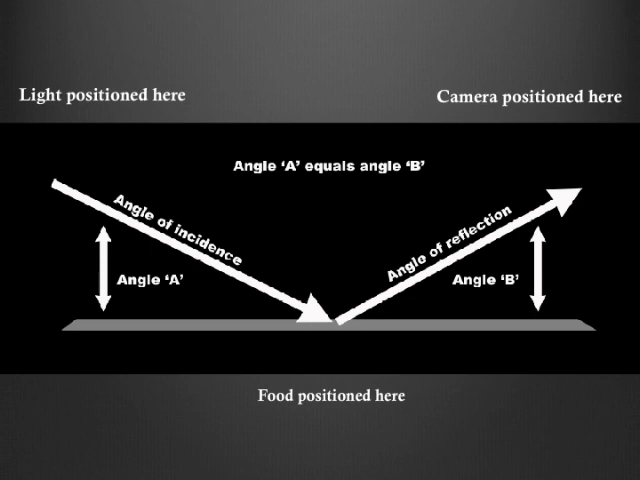 Light positioned here
Camera positioned here
Angle ‘A’ equals angle ‘B’
Angle of incidence
Angle of reflection
Angle ‘A’
Angle ‘B’
Food positioned here